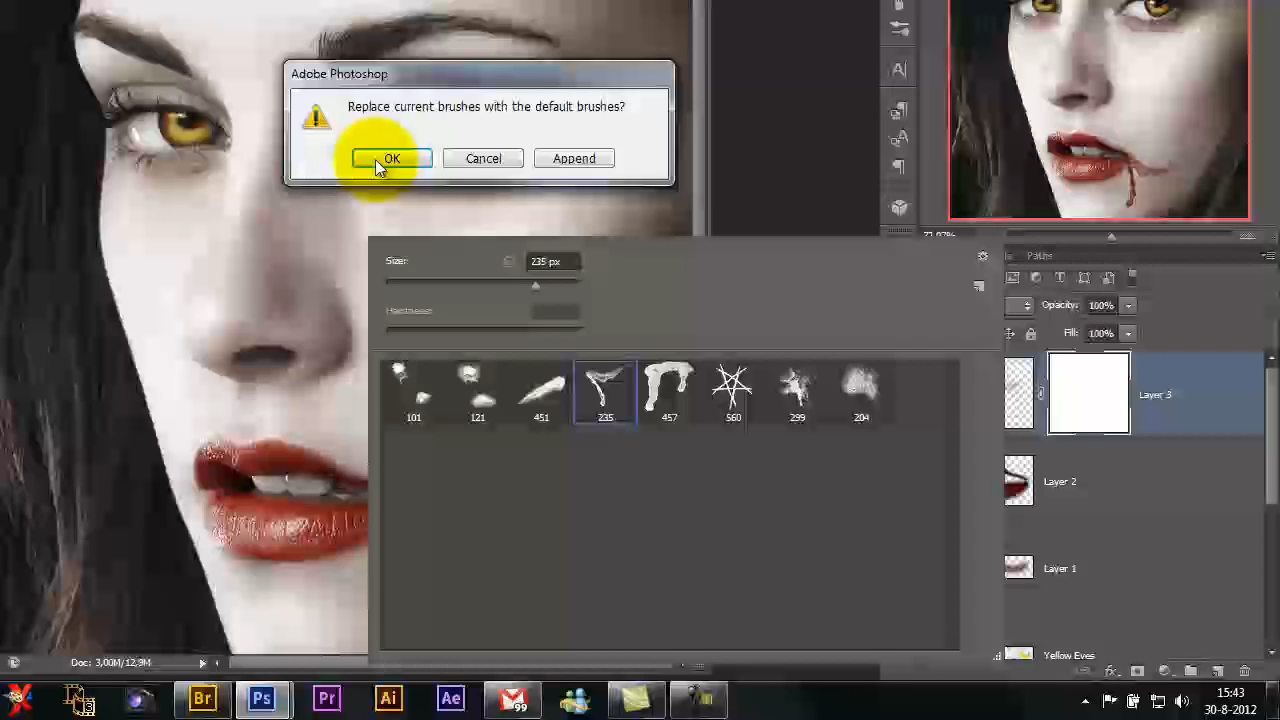 Adobe Photoshop
Replace current brushes with the default brushes?
OK
Cancel
Append
A|
Size:
235 px
Hardness:
101
121
451
235
457
560
299
204
Paths
Opacity:
100%
Fill:
100%
Layer 3
Layer 2
Layer 1
Yellow Eyes
fx
Doc: 3,00M/12,9M
Br
Ps
Pr
Ai
Ae
99
15:43
30-8-2012